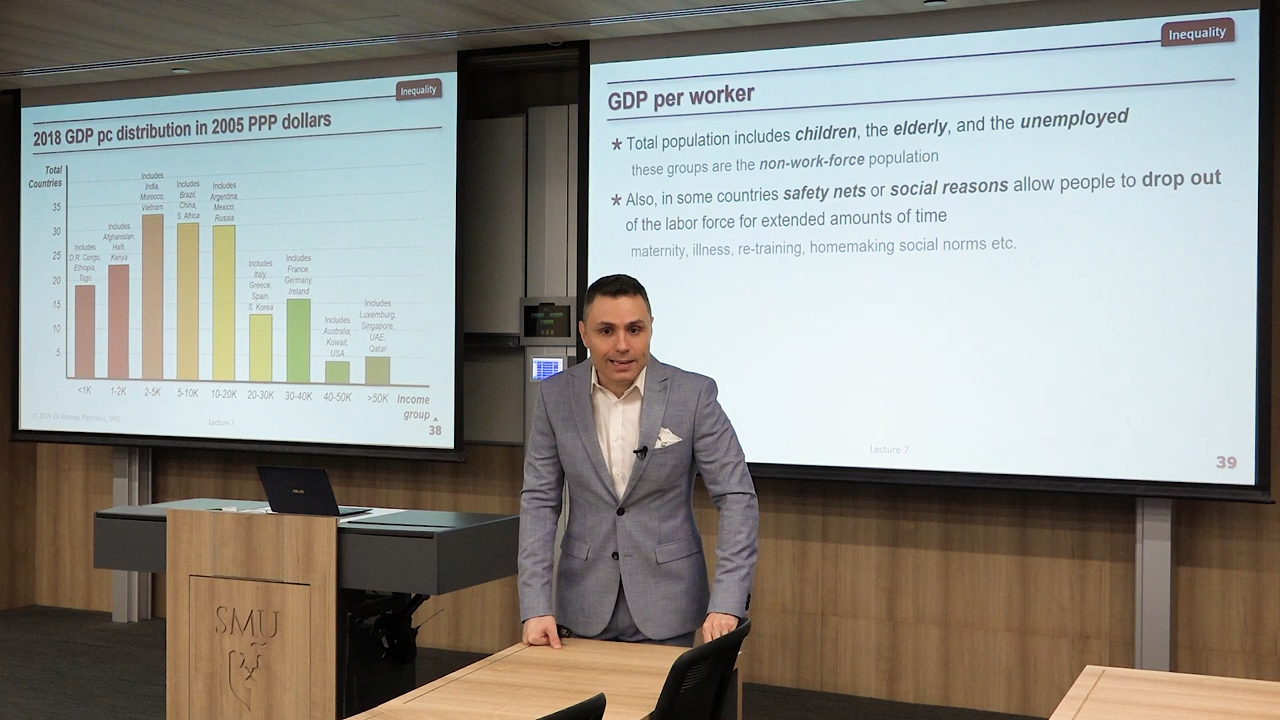 Inequality
2018 GDP pc distribution in 2005 PPP dollars
Total
Countries
35
30
25
20
15
10
5
Includes
D.R. Congo,
Ethiopia,
Togo
Includes
Afghanistan,
Haiti,
Kenya
Includes
India,
Morocco,
Vietnam
Includes
Brazil,
China,
S. Africa
Includes
Argentina,
Mexico,
Russia
Includes
Italy,
Greece,
Spain,
S. Korea
Includes
France,
Germany,
Ireland
Includes
Australia,
Kuwait,
USA
Includes
Luxemburg,
Singapore,
UAE,
Qatar
<1K 1-2K 2-5K 5-10K 10-20K 20-30K 30-40K 40-50K >50K
Income
group
Lecture 7
38
Inequality
GDP per worker
* Total population includes children, the elderly, and the unemployed
these groups are the non-work-force population
* Also, in some countries safety nets or social reasons allow people to drop out
of the labor force for extended amounts of time
maternity, illness, re-training, homemaking social norms etc.
Lecture 7
39
ASUS
SMU